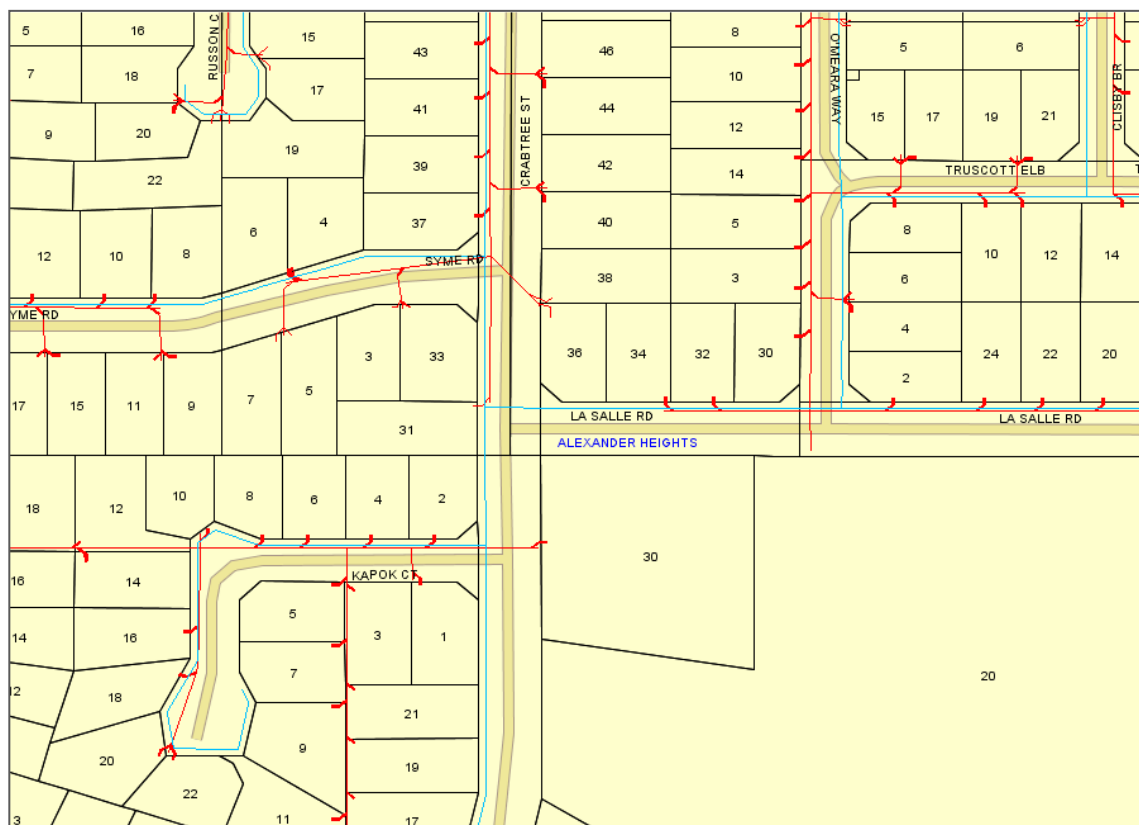 5 16 RUSSON C 15 43 46 8 O'MEARA WAY 5 6 CLISBY BR
7 18 17 44 10
41 15 17 19 21
9 20 CRABTREE ST 12
19 42
22 39 14 TRUSCOTT ELB T
6 4 37 40 5 8
12 10 8 10 12 14
SYME RD 38 3 6
YME RD
3 33 36 34 32 30 4
17 15 11 9 7 5 24 22 20
2
31 LA SALLE RD LA SALLE RD
ALEXANDER HEIGHTS
18 12 10 8 6 4 2
30
16 14 KAPOK CT
5
14 16 3 1
7 20
12 18
21
20 9
19
22
3 11 17